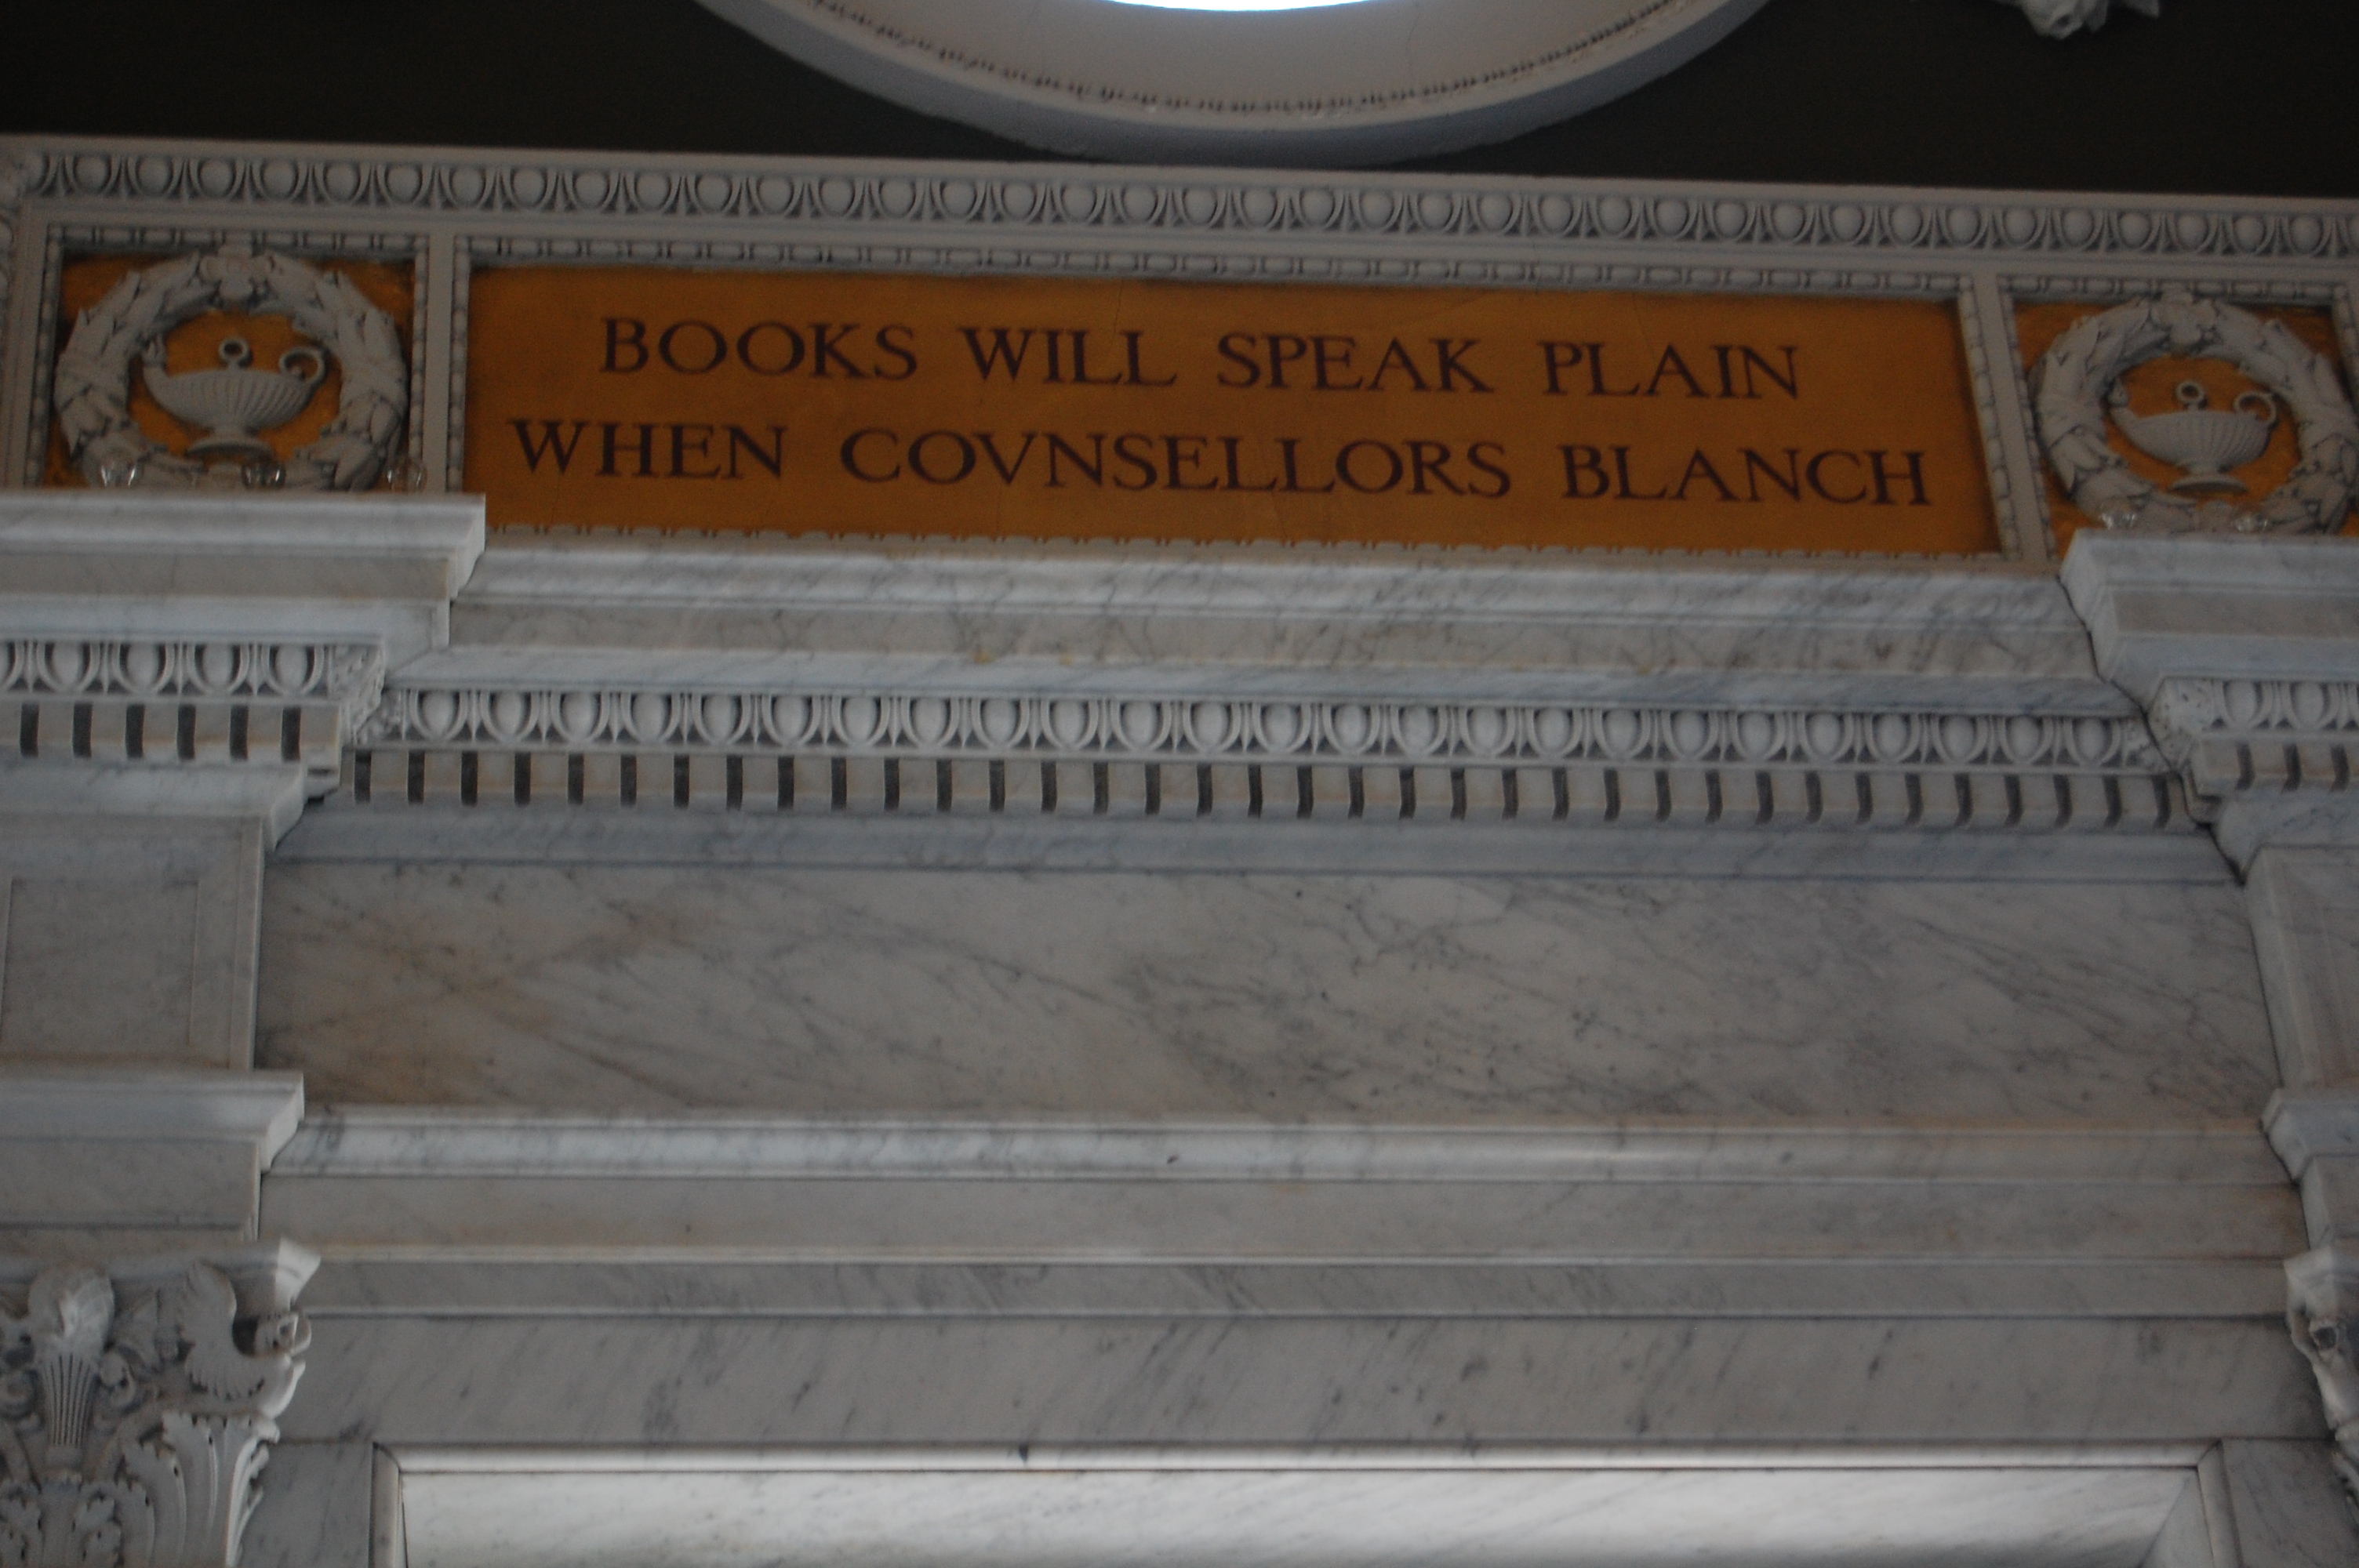 BOOKS WILL SPEAK PLAIN
WHEN COVNSELLORS BLANCH